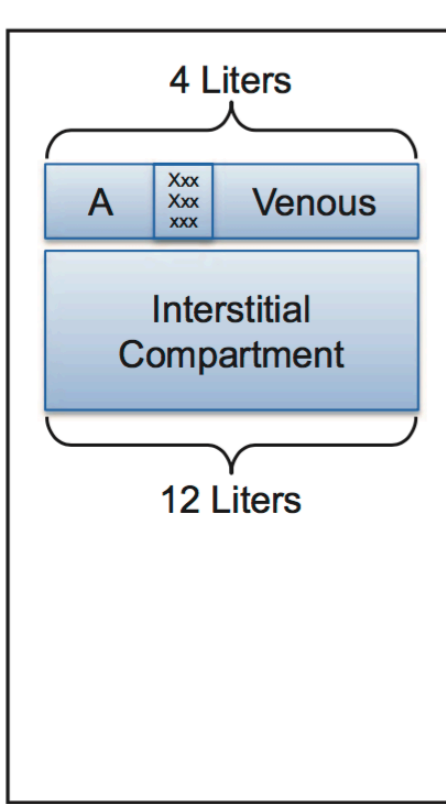 4 Liters
A
Xxx
Xxx
xxx
Venous
Interstitial
Compartment
12 Liters